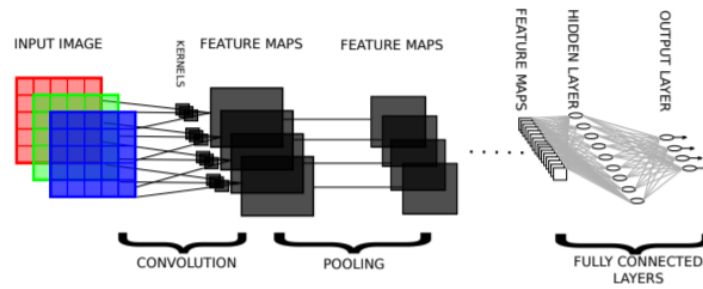 INPUT IMAGE
KERNELS
FEATURE MAPS
FEATURE MAPS
FEATURE MAPS
HIDDEN LAYER
OUTPUT LAYER
CONVOLUTION
POOLING
FULLY CONNECTED
LAYERS